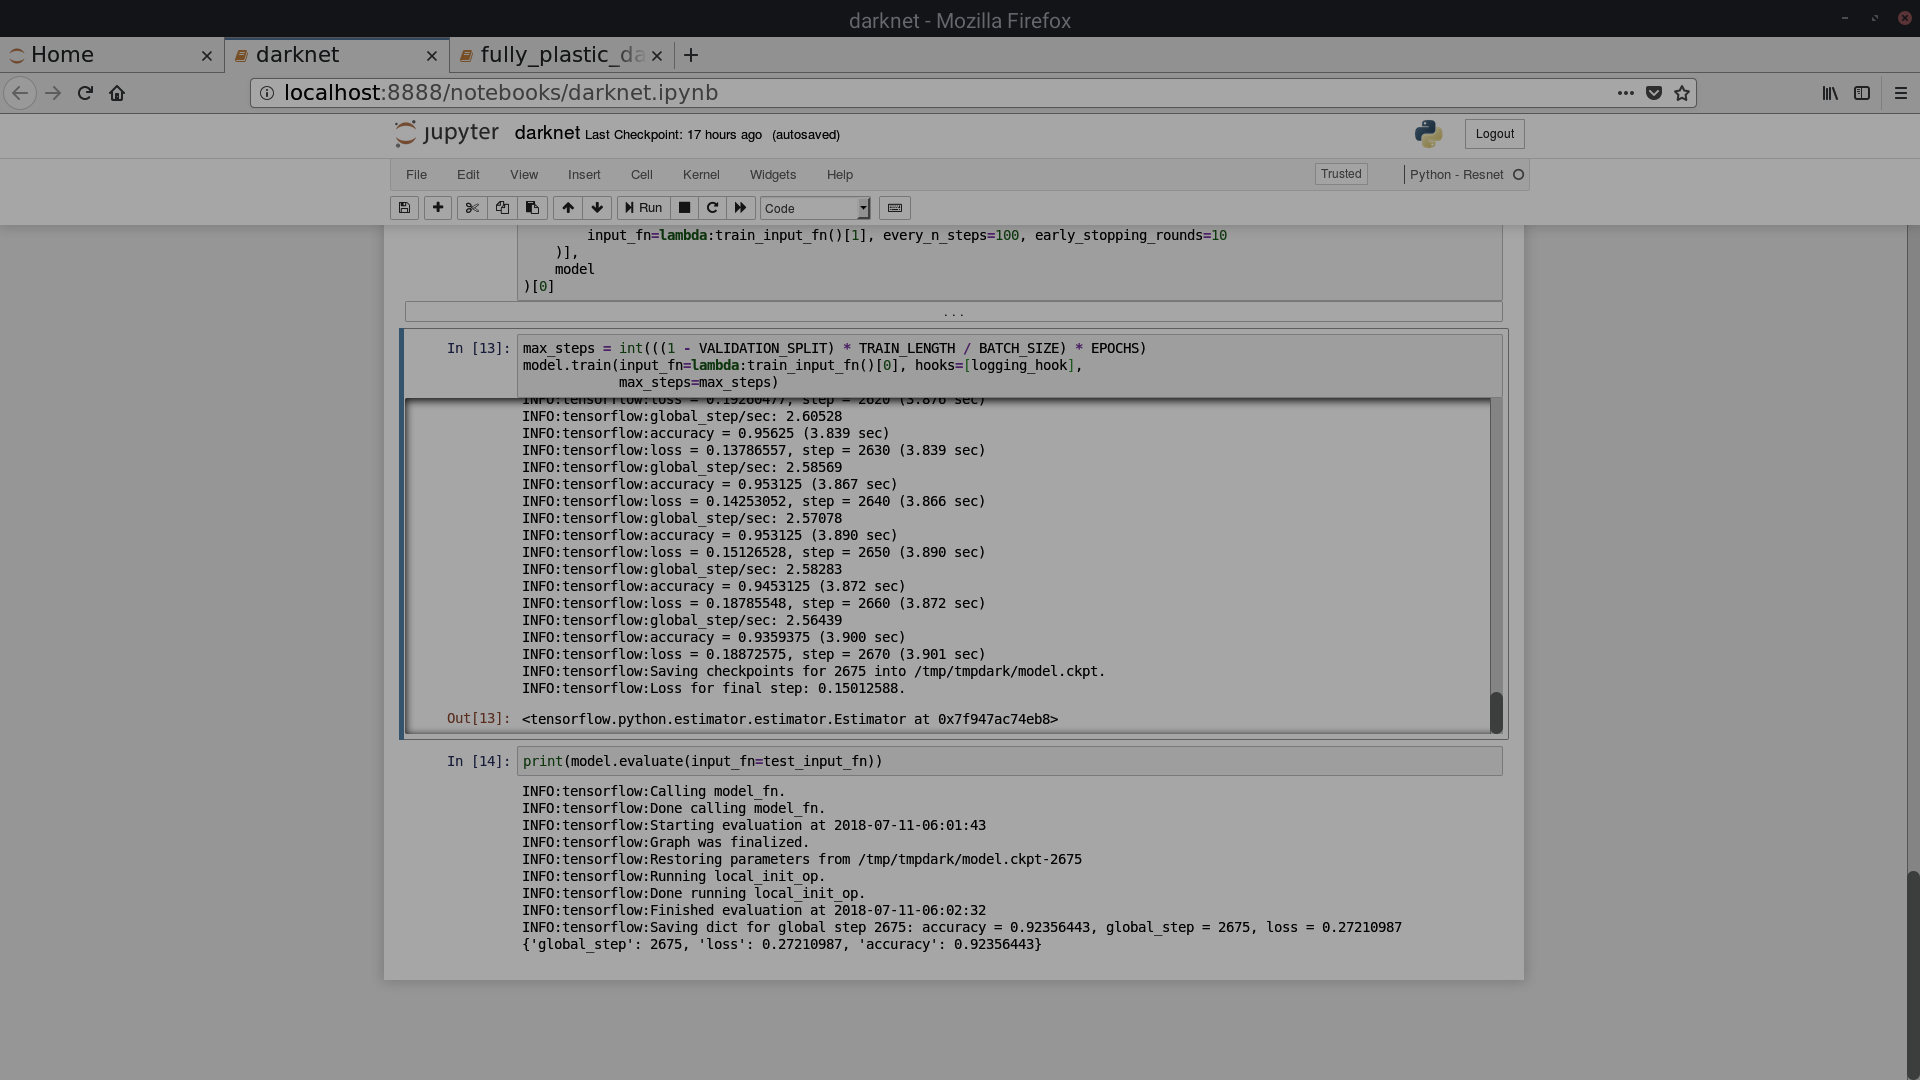 darknet - Mozilla Firefox
Home
darknet
fully_plastic_da
localhost:8888/notebooks/darknet.ipynb
jupyter darknet Last Checkpoint: 17 hours ago (autosaved)
Logout
File Edit View Insert Cell Kernel Widgets Help
Trusted
Python - Resnet
Run
Code
input_fn=lambda:train_input_fn()[1], every_n_steps=100, early_stopping_rounds=10
)],
model
)[0]
...
In [13]: max_steps = int(((1 - VALIDATION_SPLIT) * TRAIN_LENGTH / BATCH_SIZE) * EPOCHS)
model.train(input_fn=lambda:train_input_fn()[0], hooks=[logging_hook],
max_steps=max_steps)
INFO:tensorflow:loss = 0.19260477, step = 2620 (3.876 sec)
INFO:tensorflow:global_step/sec: 2.60528
INFO:tensorflow:accuracy = 0.95625 (3.839 sec)
INFO:tensorflow:loss = 0.13786557, step = 2630 (3.839 sec)
INFO:tensorflow:global_step/sec: 2.58569
INFO:tensorflow:accuracy = 0.953125 (3.867 sec)
INFO:tensorflow:loss = 0.14253052, step = 2640 (3.866 sec)
INFO:tensorflow:global_step/sec: 2.57078
INFO:tensorflow:accuracy = 0.953125 (3.890 sec)
INFO:tensorflow:loss = 0.15126528, step = 2650 (3.890 sec)
INFO:tensorflow:global_step/sec: 2.58283
INFO:tensorflow:accuracy = 0.9453125 (3.872 sec)
INFO:tensorflow:loss = 0.18785548, step = 2660 (3.872 sec)
INFO:tensorflow:global_step/sec: 2.56439
INFO:tensorflow:accuracy = 0.9359375 (3.900 sec)
INFO:tensorflow:loss = 0.18872575, step = 2670 (3.901 sec)
INFO:tensorflow:Saving checkpoints for 2675 into /tmp/tmpdark/model.ckpt.
INFO:tensorflow:Loss for final step: 0.15012588.
Out[13]: <tensorflow.python.estimator.estimator.Estimator at 0x7f947ac74eb8>
In [14]: print(model.evaluate(input_fn=test_input_fn))
INFO:tensorflow:Calling model_fn.
INFO:tensorflow:Done calling model_fn.
INFO:tensorflow:Starting evaluation at 2018-07-11-06:01:43
INFO:tensorflow:Graph was finalized.
INFO:tensorflow:Restoring parameters from /tmp/tmpdark/model.ckpt-2675
INFO:tensorflow:Running local_init_op.
INFO:tensorflow:Done running local_init_op.
INFO:tensorflow:Finished evaluation at 2018-07-11-06:02:32
INFO:tensorflow:Saving dict for global step 2675: accuracy = 0.92356443, global_step = 2675, loss = 0.27210987
{'global_step': 2675, 'loss': 0.27210987, 'accuracy': 0.92356443}